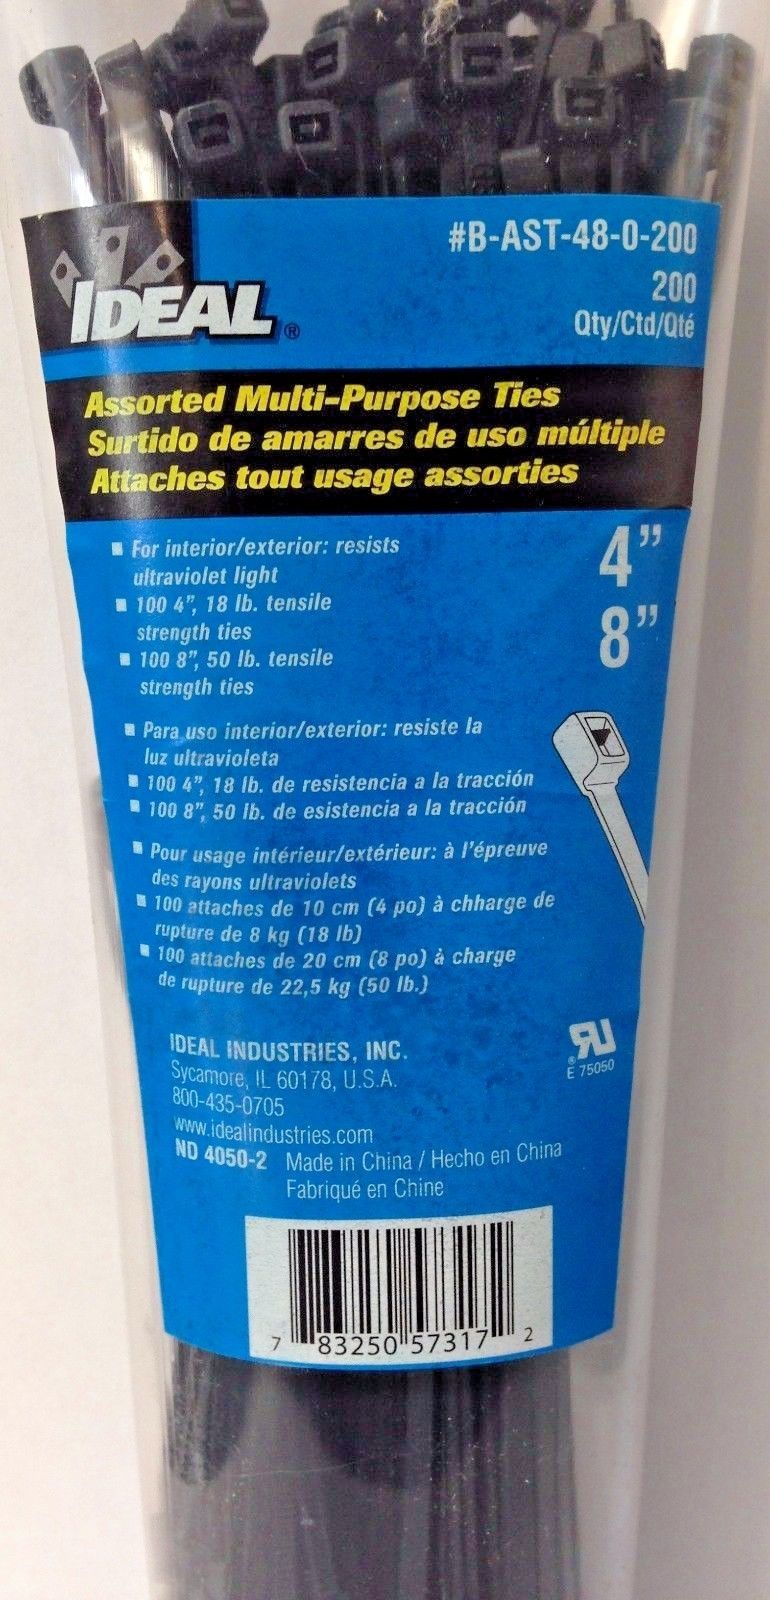 #B-AST-48-0-200
200
Qty/Ctd/Qté
IDEAL®
Assorted Multi-Purpose Ties
Surtido de amarres de uso múltiple
Attaches tout usage assorties
4”
8”
▪ For interior/exterior: resists
ultraviolet light
▪ 100 4”, 18 lb. tensile
strength ties
▪ 100 8”, 50 lb. tensile
strength ties
▪ Para uso interior/exterior: resiste la
luz ultravioleta
▪ 100 4”, 18 lb. de resistencia a la tracción
▪ 100 8”, 50 lb. de esistencia a la tracción
▪ Pour usage intérieur/extérieur: à l’épreuve
des rayons ultraviolets
▪ 100 attaches de 10 cm (4 po) à chharge de
rupture de 8 kg (18 lb)
▪ 100 attaches de 20 cm (8 po) à charge
de rupture de 22,5 kg (50 lb.)
IDEAL INDUSTRIES, INC.
Sycamore, IL 60178, U.S.A.
800-435-0705
www.idealindustries.com
ND 4050-2 Made in China / Hecho en China
Fabriqué en Chine
RU®
E 75050
7 83250 57317 2